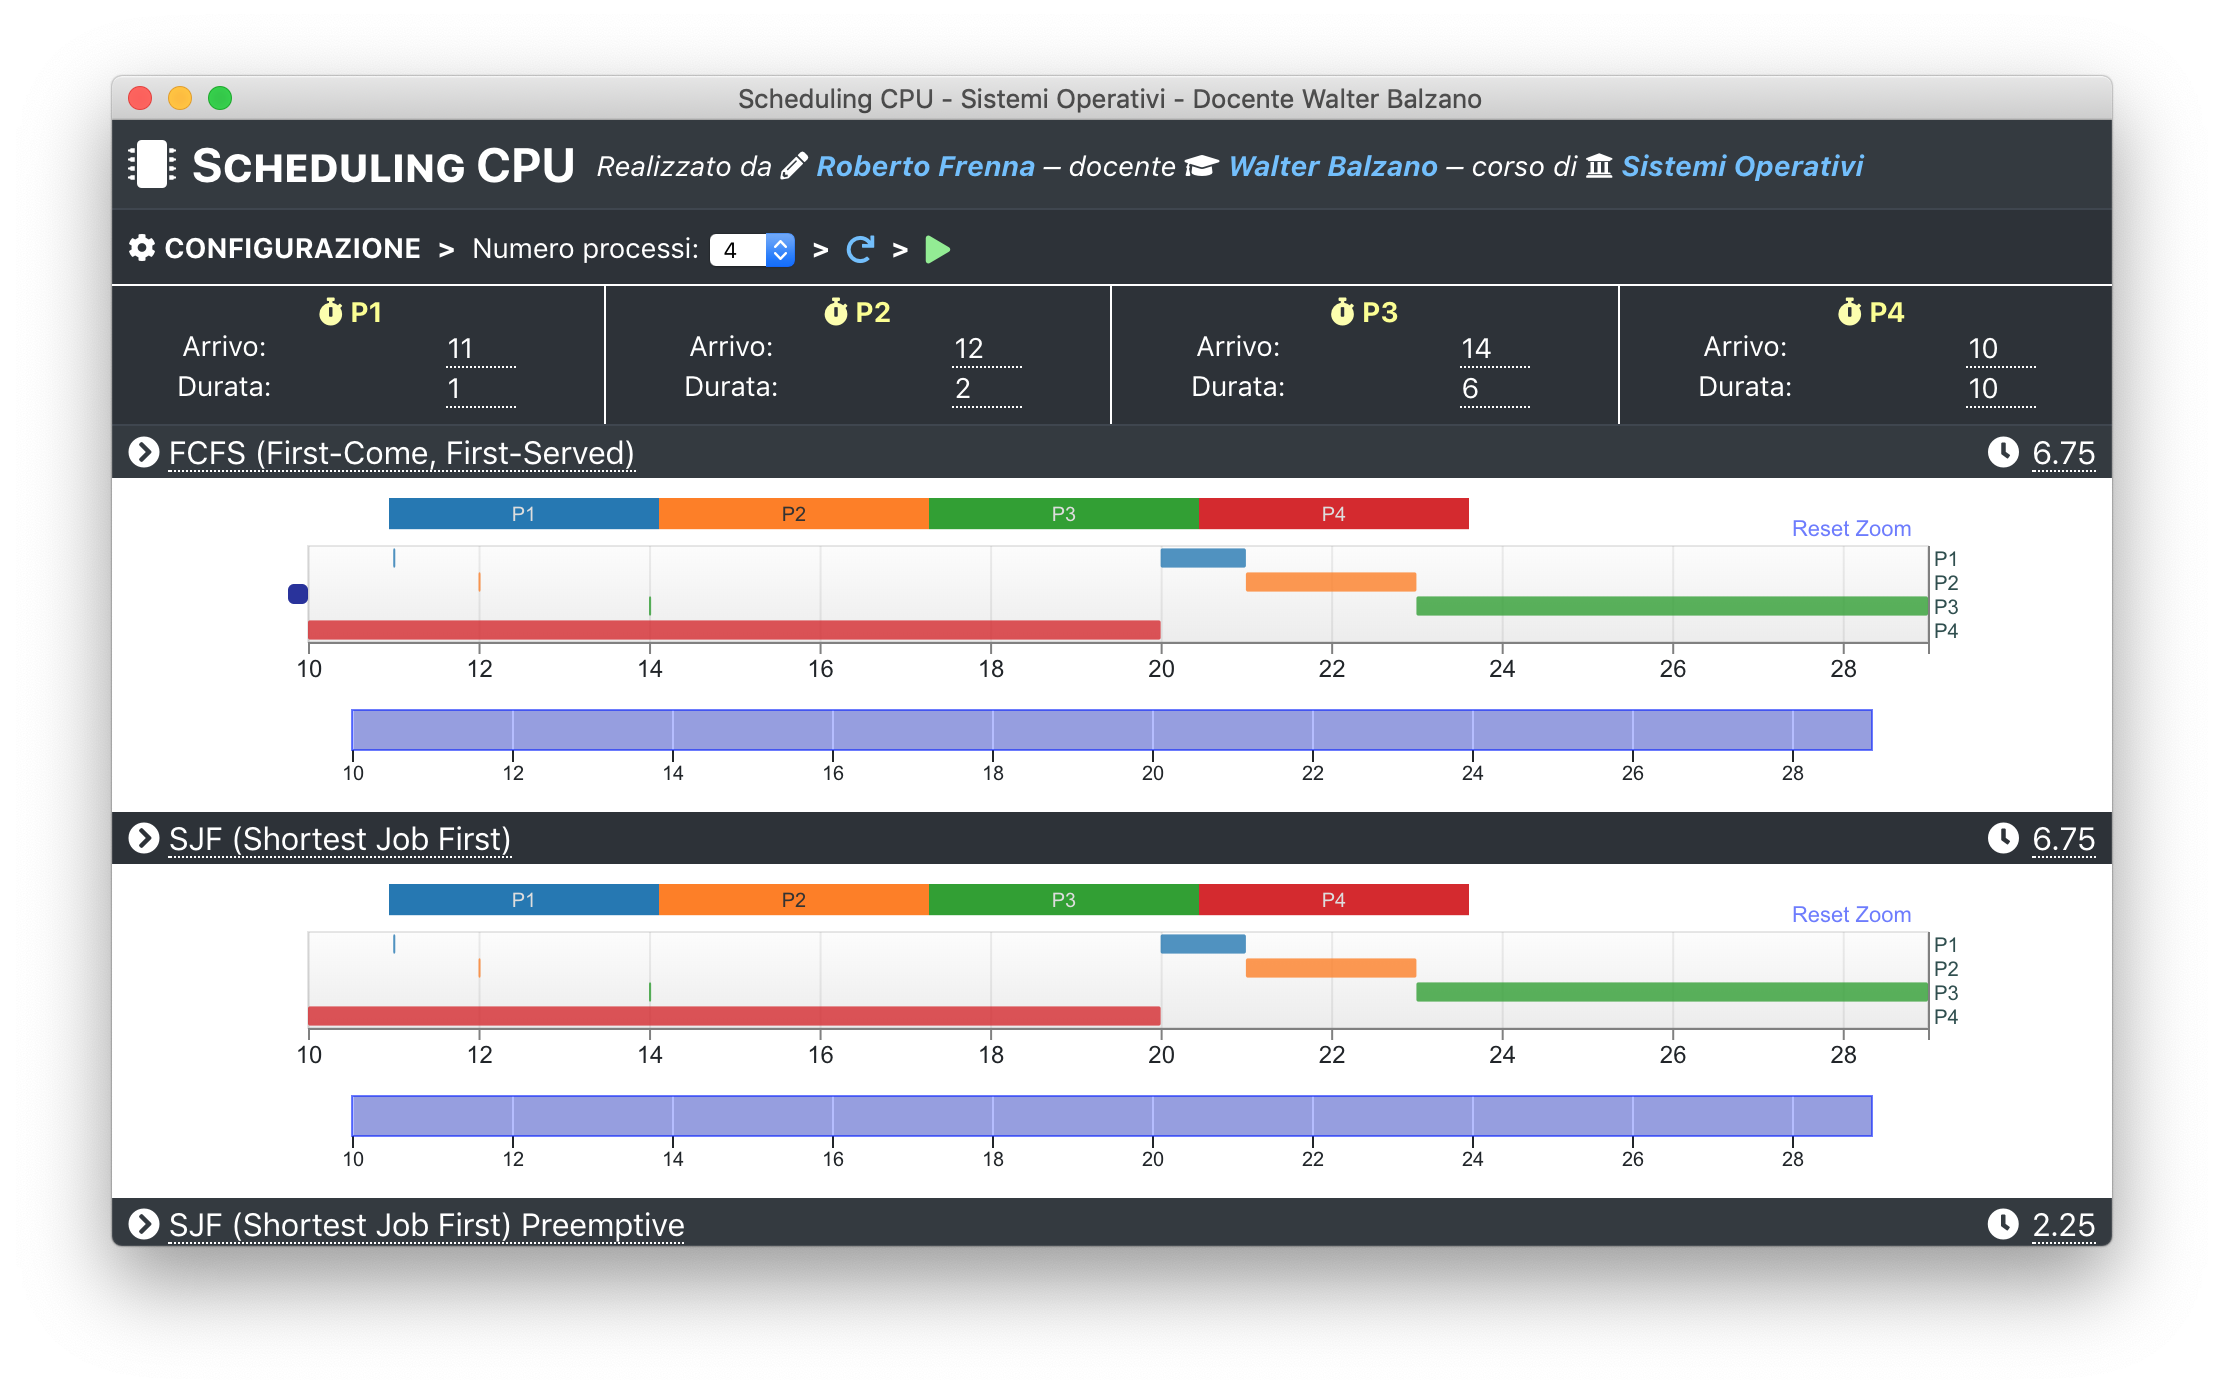 Scheduling CPU - Sistemi Operativi - Docente Walter Balzano
SCHEDULING CPU Realizzato da Roberto Frenna – docente Walter Balzano – corso di Sistemi Operativi
CONFIGURAZIONE > Numero processi: 4 > >
P1 P2 P3 P4
Arrivo: 11 Arrivo: 12 Arrivo: 14 Arrivo: 10
Durata: 1 Durata: 2 Durata: 6 Durata: 10
FCFS (First-Come, First-Served) 6.75
P1 P2 P3 P4
Reset Zoom
P1
P2
P3
P4
10 12 14 16 18 20 22 24 26 28
10 12 14 16 18 20 22 24 26 28
SJF (Shortest Job First) 6.75
P1 P2 P3 P4
Reset Zoom
P1
P2
P3
P4
10 12 14 16 18 20 22 24 26 28
10 12 14 16 18 20 22 24 26 28
SJF (Shortest Job First) Preemptive 2.25